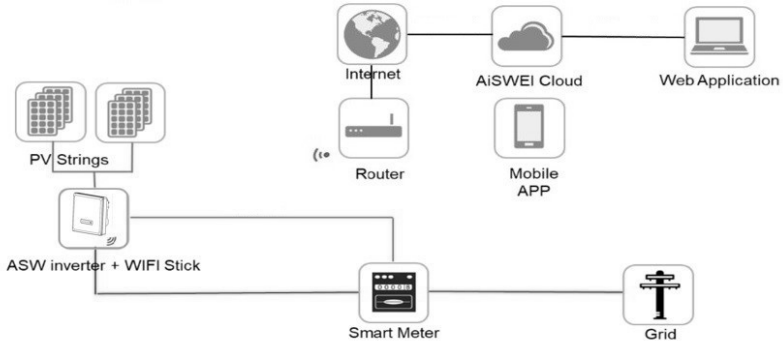 Internet
AiSWEI Cloud
Web Application
PV Strings
Router
Mobile
APP
ASW inverter + WIFI Stick
Smart Meter
Grid